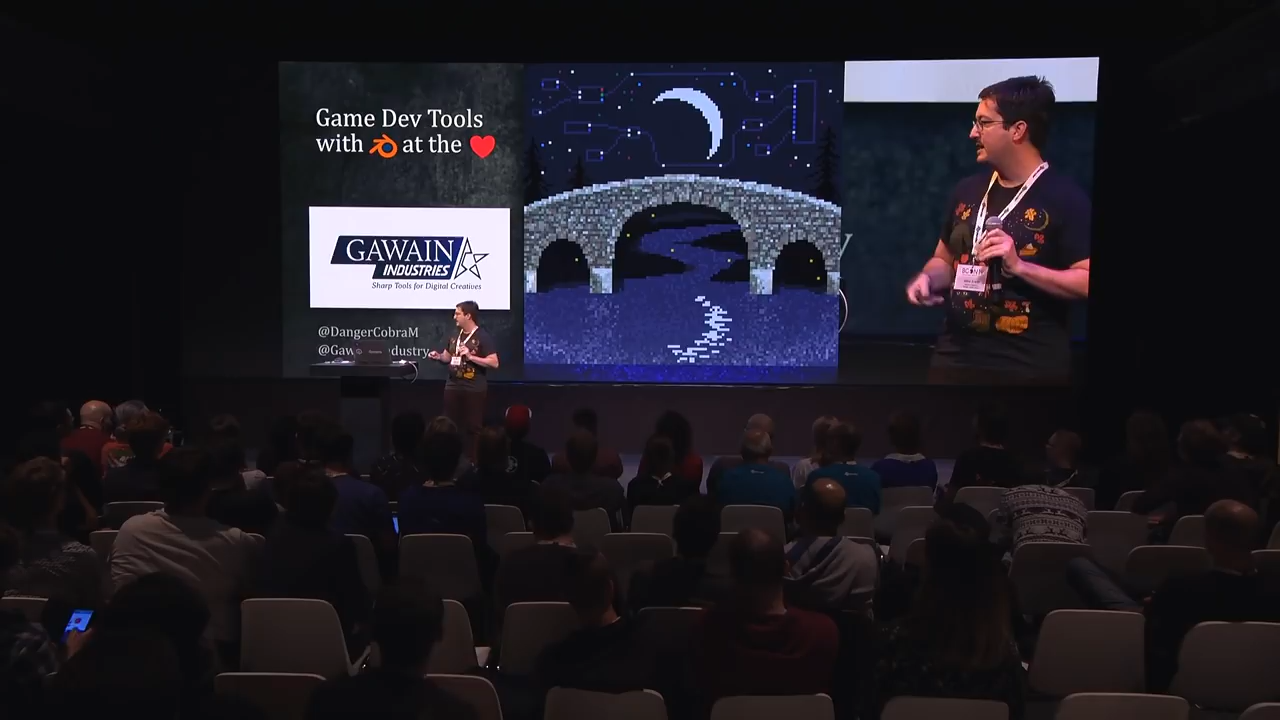 Game Dev Tools
with at the
GAWAIN
INDUSTRIES
Sharp Tools for Digital Creatives
@DangerCobraM